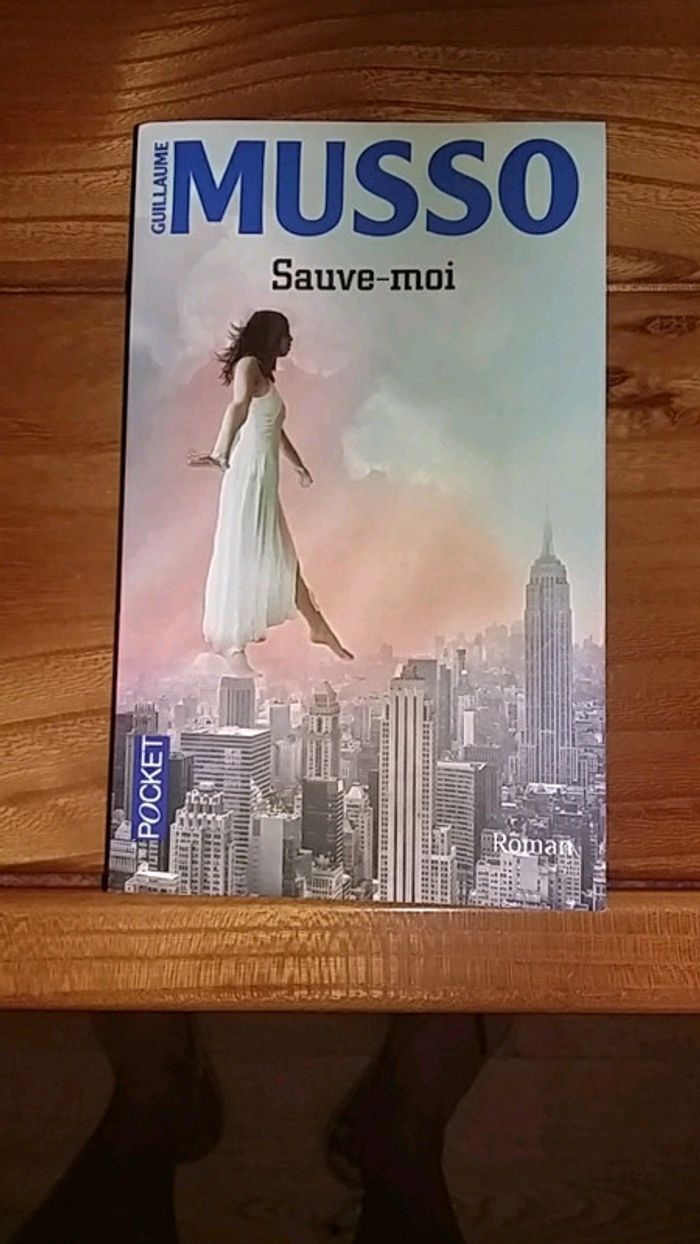 GUILLAUME
MUSSO
Sauve-moi
POCKET
Roman